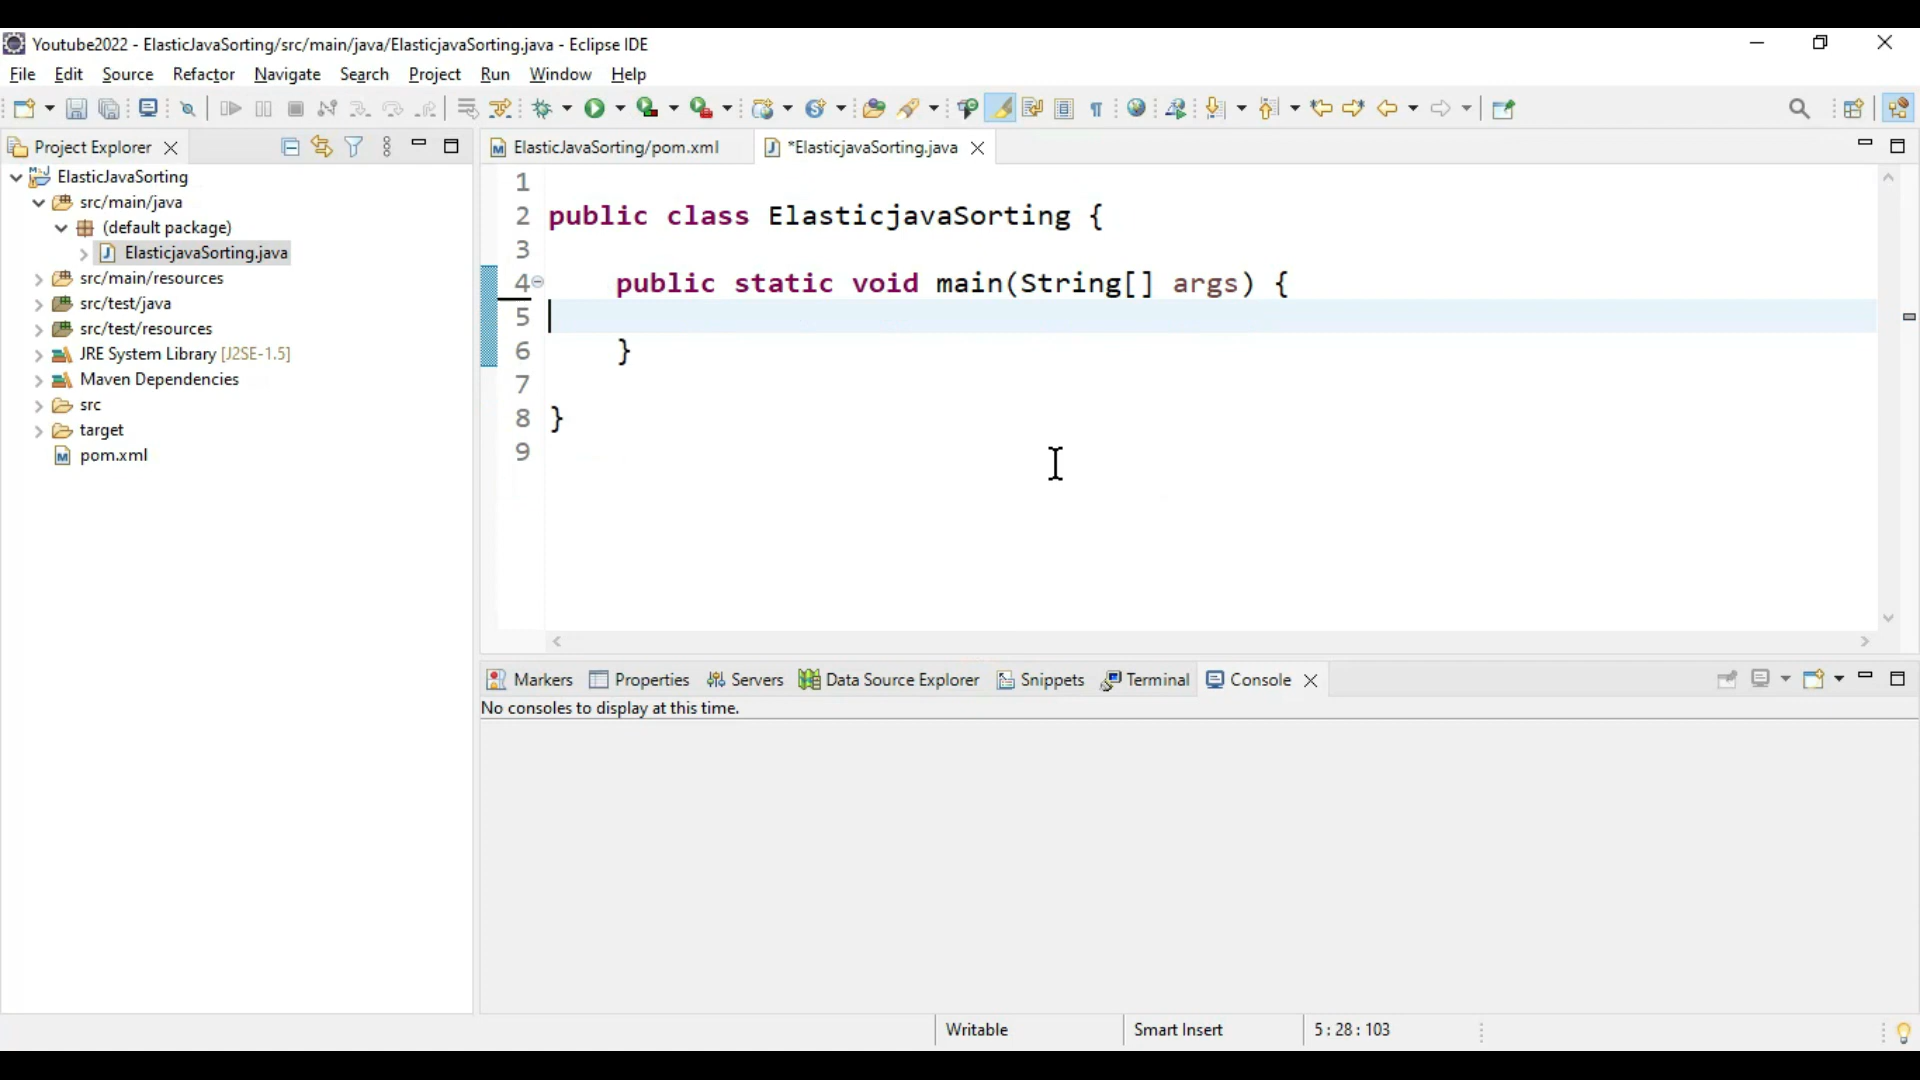 Youtube2022 - ElasticJavaSorting/src/main/java/ElasticjavaSorting.java - Eclipse IDE
File Edit Source Refactor Navigate Search Project Run Window Help
Project Explorer
ElasticJavaSorting/pom.xml
*ElasticjavaSorting.java
ElasticJavaSorting
src/main/java
(default package)
ElasticjavaSorting.java
src/main/resources
src/test/java
src/test/resources
JRE System Library [J2SE-1.5]
Maven Dependencies
src
target
pom.xml
1
2 public class ElasticjavaSorting {
3
4 public static void main(String[] args) {
5
6 }
7
8 }
9
Markers Properties Servers Data Source Explorer Snippets Terminal Console
No consoles to display at this time.
Writable Smart Insert 5 : 28 : 103